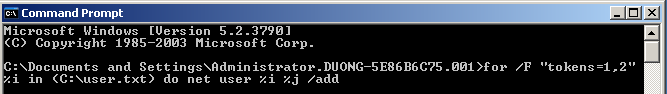 Command Prompt
Microsoft Windows [Version 5.2.3790]
(C) Copyright 1985-2003 Microsoft Corp.
C:\Documents and Settings\Administrator.DUONG-5E86B6C75.001>for /F "tokens=1,2"
%i in (C:\user.txt) do net user %i %j /add